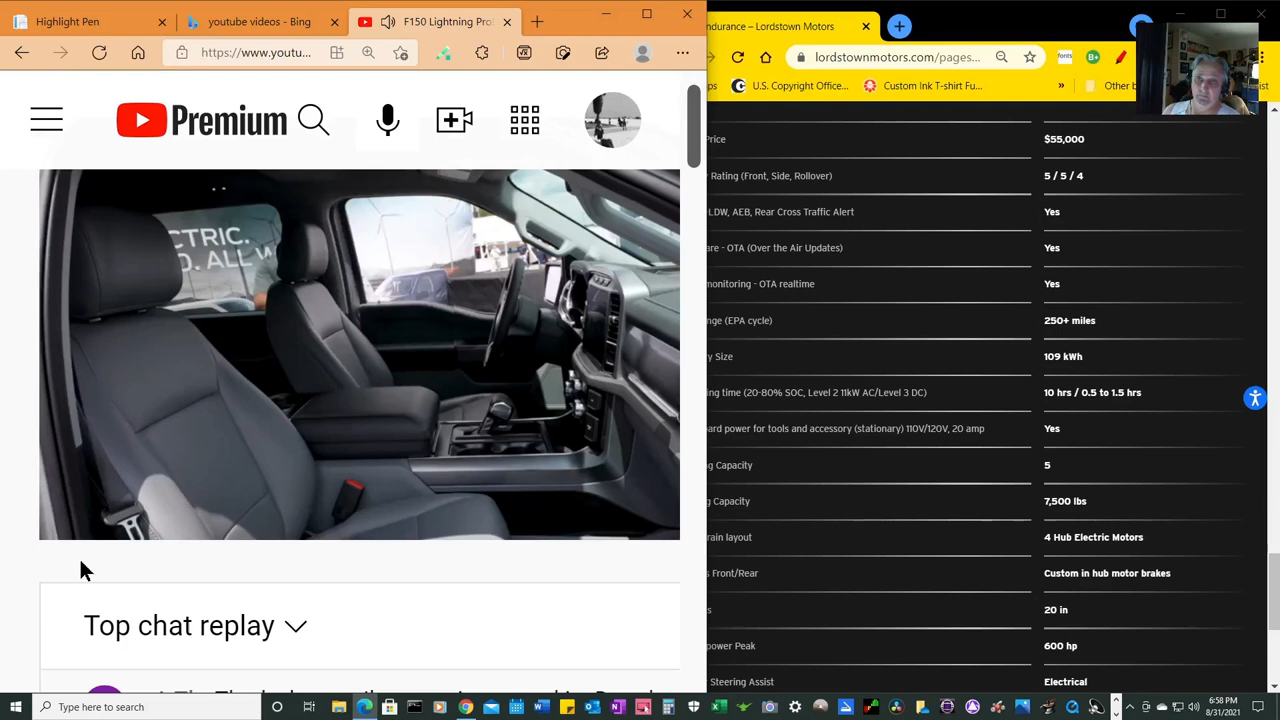 Highlight Pen
youtube videos - Bing
F150 Lightning Pro
https://www.youtu...
Premium
CTRIC.
O. ALL
Top chat replay
ndurance – Lordstown Motors
lordstownmotors.com/pages...
fonts
B+
ps
U.S. Copyright Office...
Custom Ink T-shirt Fu...
»
Other b
ist
Price $55,000
Rating (Front, Side, Rollover) 5 / 5 / 4
LDW, AEB, Rear Cross Traffic Alert Yes
are - OTA (Over the Air Updates) Yes
monitoring - OTA realtime Yes
nge (EPA cycle) 250+ miles
y Size 109 kWh
ing time (20-80% SOC, Level 2 11kW AC/Level 3 DC) 10 hrs / 0.5 to 1.5 hrs
ard power for tools and accessory (stationary) 110V/120V, 20 amp Yes
g Capacity 5
g Capacity 7,500 lbs
rain layout 4 Hub Electric Motors
s Front/Rear Custom in hub motor brakes
s 20 in
power Peak 600 hp
Steering Assist Electrical
Type here to search
6:58 PM
8/31/2021